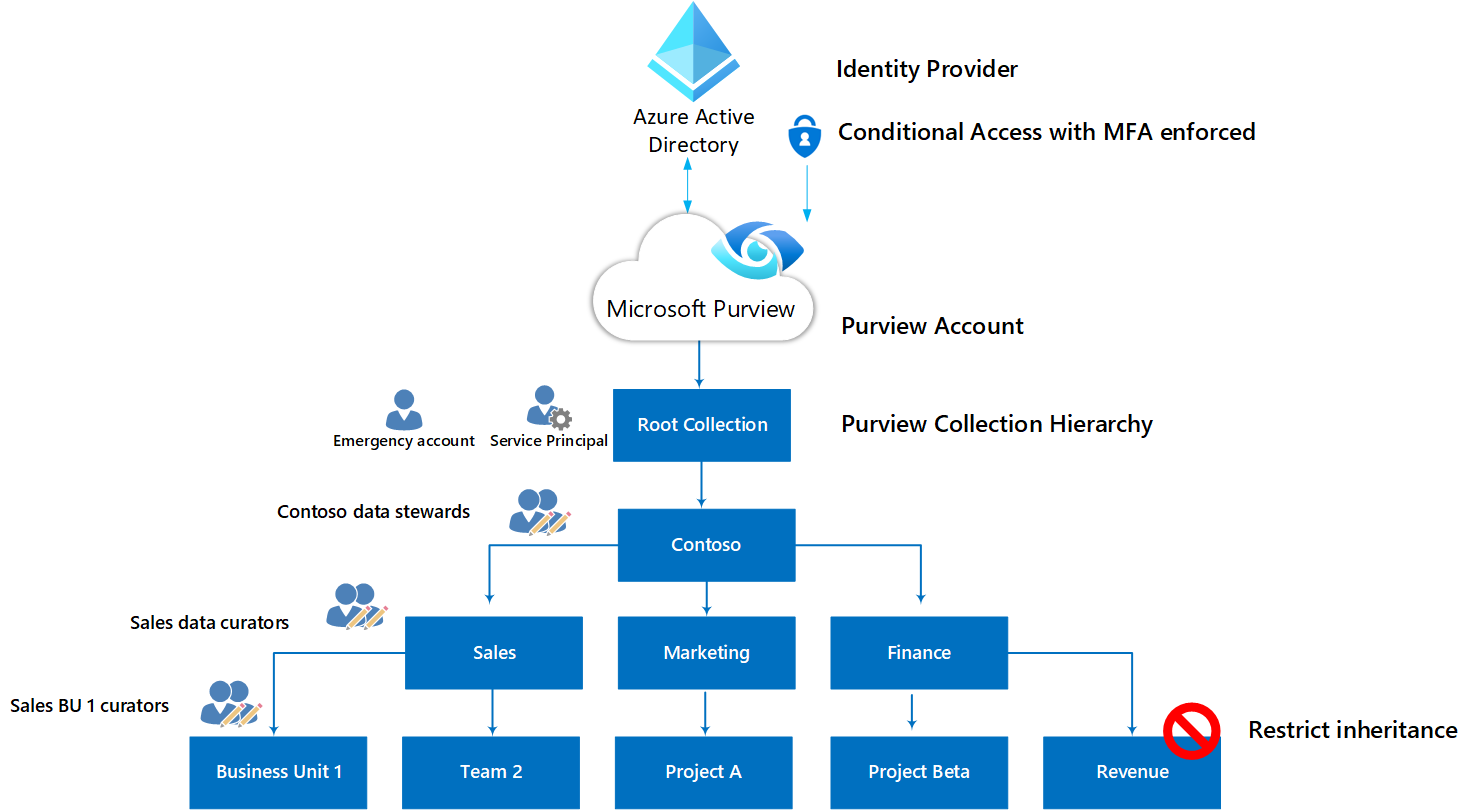 Identity Provider
Azure Active
Directory
Conditional Access with MFA enforced
Microsoft Purview
Purview Account
Root Collection
Purview Collection Hierarchy
Emergency account
Service Principal
Contoso data stewards
Contoso
Sales data curators
Sales
Marketing
Finance
Sales BU 1 curators
Restrict inheritance
Business Unit 1
Team 2
Project A
Project Beta
Revenue